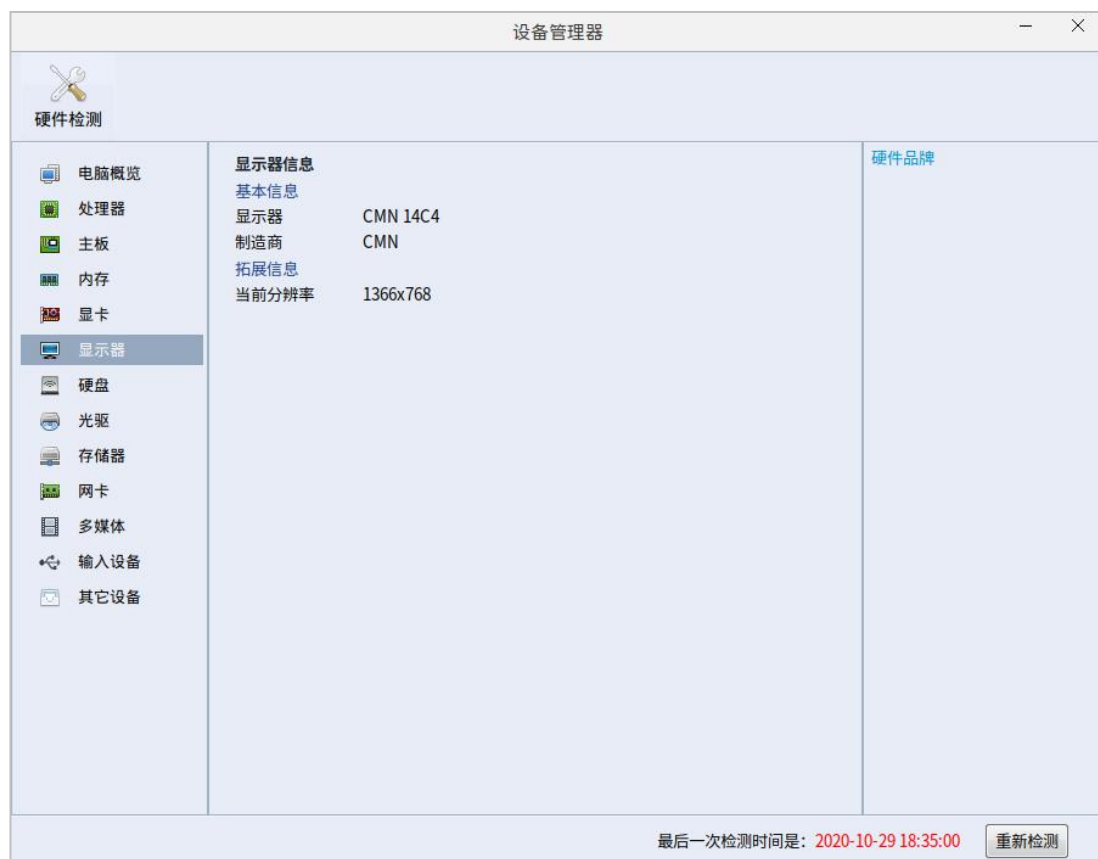 设备管理器
硬件检测
电脑概览
处理器
主板
内存
显卡
显示器
硬盘
光驱
存储器
网卡
多媒体
输入设备
其它设备
显示器信息
基本信息
显示器 CMN 14C4
制造商 CMN
拓展信息
当前分辨率 1366x768
硬件品牌
最后一次检测时间是：2020-10-29 18:35:00 重新检测